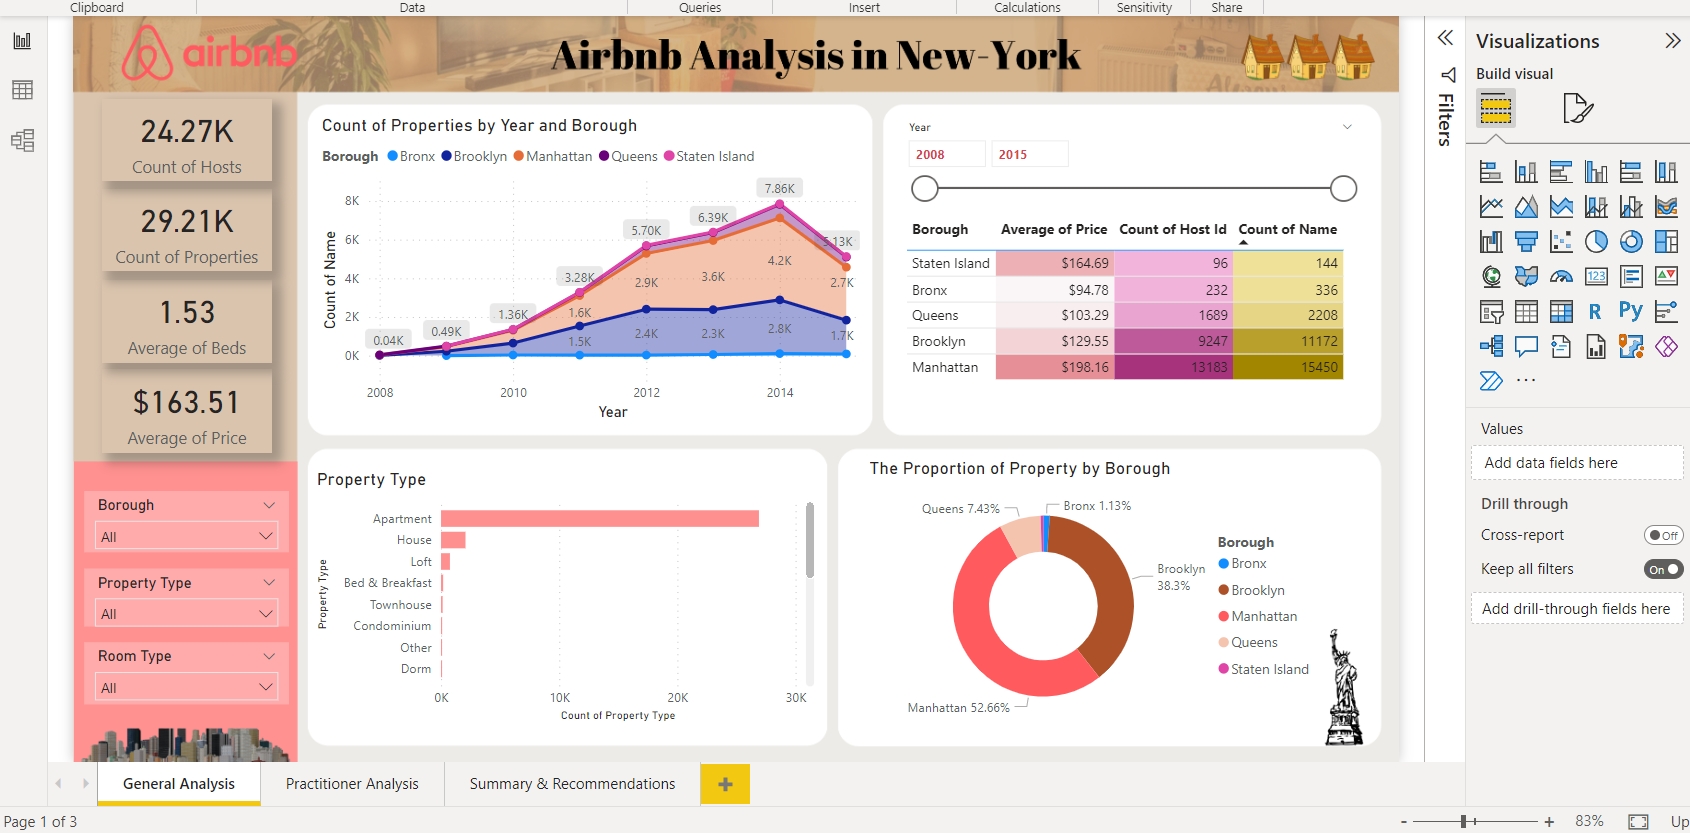 Clipboard Data Queries Insert Calculations Sensitivity Share
airbnb
Airbnb Analysis in New-York
24.27K
Count of Hosts
29.21K
Count of Properties
1.53
Average of Beds
$163.51
Average of Price
Borough
All
Property Type
All
Room Type
All
Count of Properties by Year and Borough
Borough Bronx Brooklyn Manhattan Queens Staten Island
Count of Name
8K
6K
4K
2K
0K
0.04K
0.49K
1.36K
3.28K
5.70K
6.39K
7.86K
5.13K
1.6K
2.9K
3.6K
4.2K
2.7K
1.5K
2.4K
2.3K
2.8K
1.7K
2008 2010 2012 2014
Year
Year
2008 2015
Borough Average of Price Count of Host Id Count of Name
Staten Island $164.69 96 144
Bronx $94.78 232 336
Queens $103.29 1689 2208
Brooklyn $129.55 9247 11172
Manhattan $198.16 13183 15450
Property Type
Property Type
Apartment
House
Loft
Bed & Breakfast
Townhouse
Condominium
Other
Dorm
0K 10K 20K 30K
Count of Property Type
The Proportion of Property by Borough
Queens 7.43%
Bronx 1.13%
Brooklyn
38.3%
Manhattan 52.66%
Borough
Bronx
Brooklyn
Manhattan
Queens
Staten Island
Filters
Visualizations
Build visual
123
R
Py
Values
Add data fields here
Drill through
Cross-report Off
Keep all filters On
Add drill-through fields here
General Analysis Practitioner Analysis Summary & Recommendations
Page 1 of 3
83%
Up